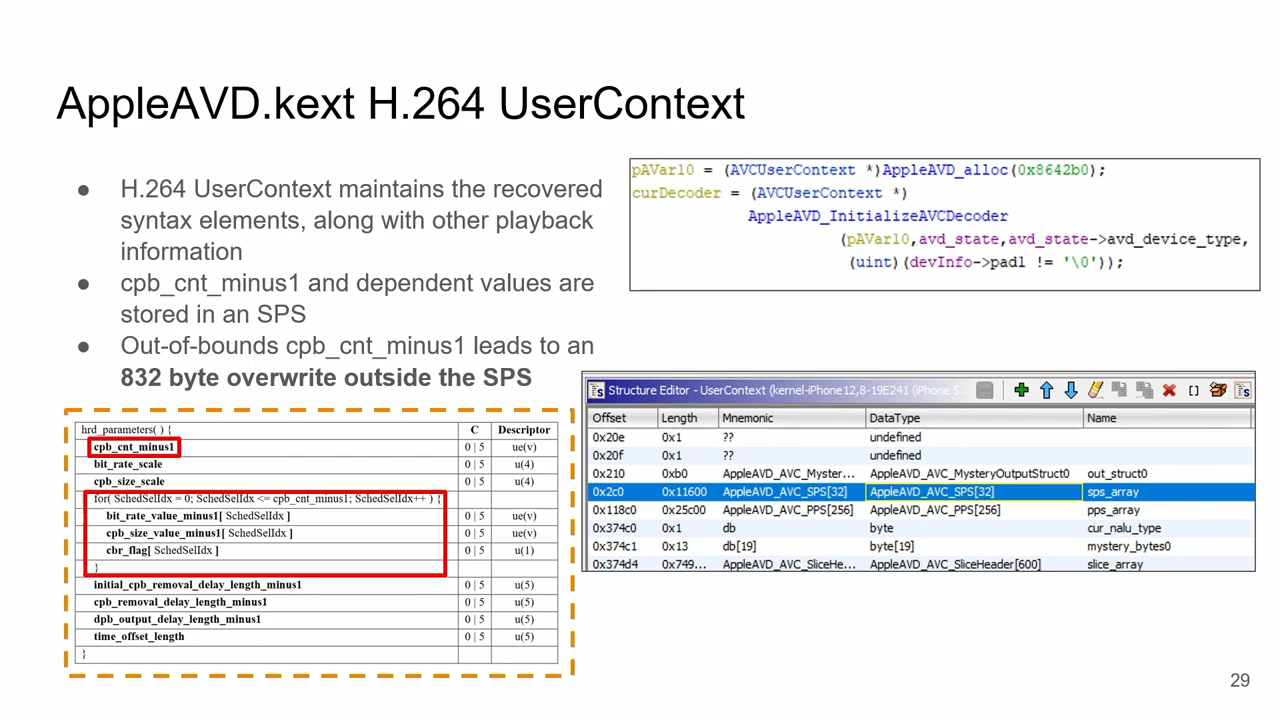 AppleAVD.kext H.264 UserContext
● H.264 UserContext maintains the recovered
syntax elements, along with other playback
information
● cpb_cnt_minus1 and dependent values are
stored in an SPS
● Out-of-bounds cpb_cnt_minus1 leads to an
832 byte overwrite outside the SPS
pAVar10 = (AVCUserContext *)AppleAVD_alloc(0x8642b0);
curDecoder = (AVCUserContext *)
AppleAVD_InitializeAVCDecoder
(pAVar10,avd_state,avd_state->avd_device_type,
(uint)(devInfo->pad1 != '\0'));
Structure Editor - UserContext (kernel-iPhone12,8-19E241 (iPhone S...
Offset Length Mnemonic DataType Name
0x20e 0x1 ?? undefined
0x20f 0x1 ?? undefined
0x210 0xb0 AppleAVD_AVC_Myster... AppleAVD_AVC_MysteryOutputStruct0 out_struct0
0x2c0 0x11600 AppleAVD_AVC_SPS[32] AppleAVD_AVC_SPS[32] sps_array
0x118c0 0x25c00 AppleAVD_AVC_PPS[256] AppleAVD_AVC_PPS[256] pps_array
0x374c0 0x1 db byte cur_nalu_type
0x374c1 0x13 db[19] byte[19] mystery_bytes0
0x374d4 0x749... AppleAVD_AVC_SliceHe... AppleAVD_AVC_SliceHeader[600] slice_array
hrd_parameters( ) { C Descriptor
cpb_cnt_minus1 0 | 5 ue(v)
bit_rate_scale 0 | 5 u(4)
cpb_size_scale 0 | 5 u(4)
for( SchedSelIdx = 0; SchedSelIdx <= cpb_cnt_minus1; SchedSelIdx++ ) {
bit_rate_value_minus1[ SchedSelIdx ] 0 | 5 ue(v)
cpb_size_value_minus1[ SchedSelIdx ] 0 | 5 ue(v)
cbr_flag[ SchedSelIdx ] 0 | 5 u(1)
}
initial_cpb_removal_delay_length_minus1 0 | 5 u(5)
cpb_removal_delay_length_minus1 0 | 5 u(5)
dpb_output_delay_length_minus1 0 | 5 u(5)
time_offset_length 0 | 5 u(5)
}
29